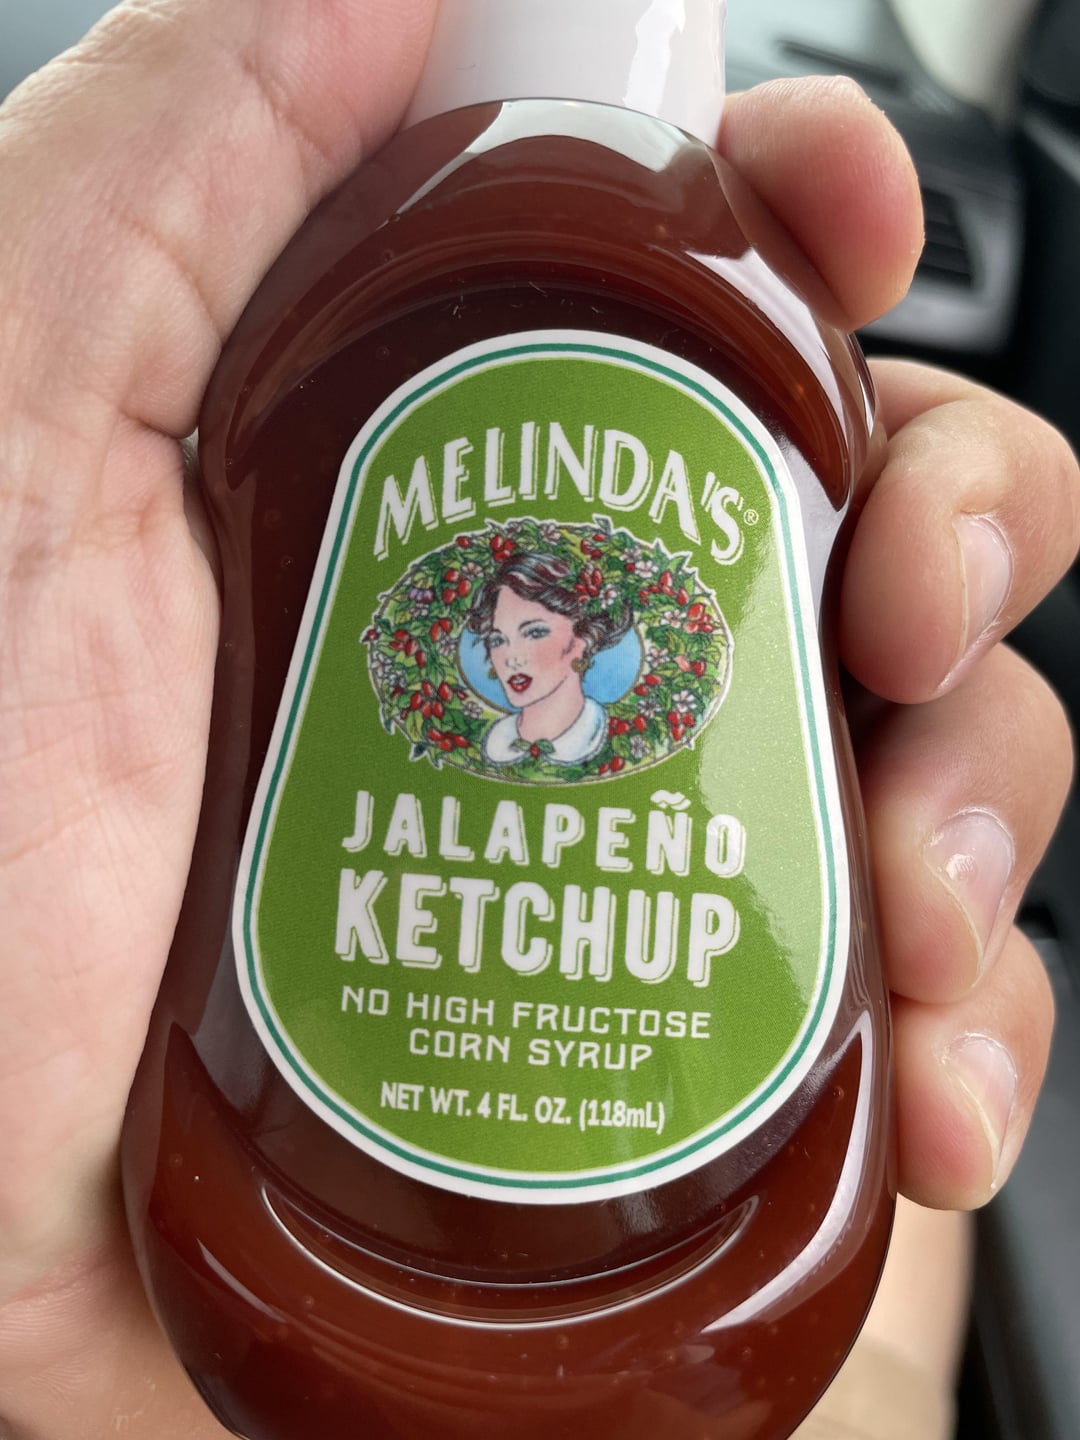 MELINDA'S®
JALAPEÑO
KETCHUP
NO HIGH FRUCTOSE
CORN SYRUP
NET WT. 4 FL. OZ. (118mL)